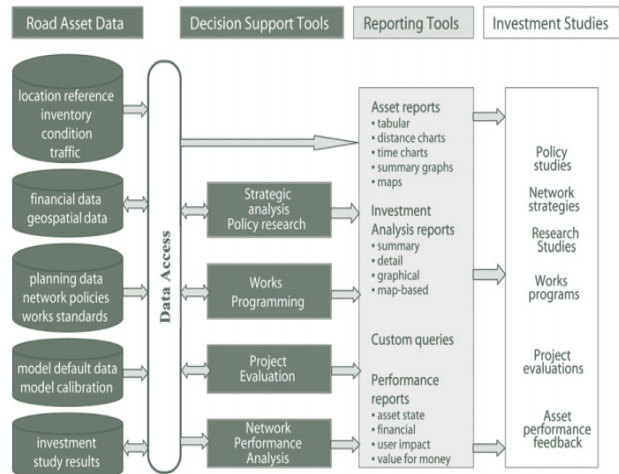 Road Asset Data
Decision Support Tools
Reporting Tools
Investment Studies
location reference
inventory
condition
traffic
financial data
geospatial data
planning data
network policies
works standards
model default data
model calibration
investment
study results
Data Access
Strategic
analysis
Policy research
Works
Programming
Project
Evaluation
Network
Performance
Analysis
Asset reports
• tabular
• distance charts
• time charts
• summary graphs
• maps
Investment
Analysis reports
• summary
• detail
• graphical
• map-based
Custom queries
Performance
reports
• asset state
• financial
• user impact
• value for money
Policy
studies
Network
strategies
Research
Studies
Works
programs
Project
evaluations
Asset
performance
feedback